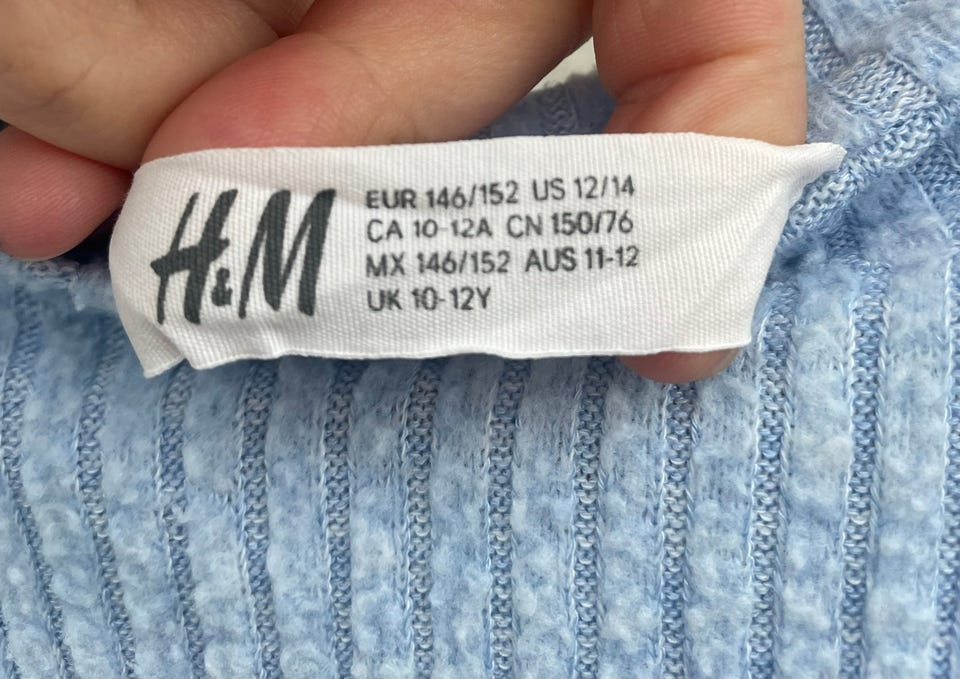 H&M
EUR 146/152 US 12/14
CA 10-12A CN 150/76
MX 146/152 AUS 11-12
UK 10-12Y